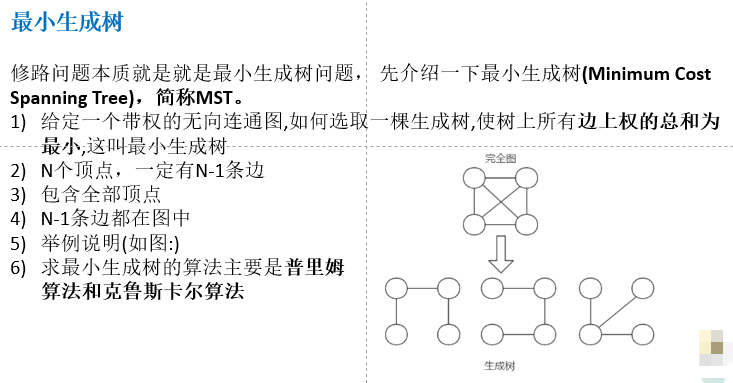 最小生成树
修路问题本质就是就是最小生成树问题， 先介绍一下最小生成树(Minimum Cost
Spanning Tree)，简称MST。
1) 给定一个带权的无向连通图,如何选取一棵生成树,使树上所有边上权的总和为
最小,这叫最小生成树
2) N个顶点，一定有N-1条边
3) 包含全部顶点
4) N-1条边都在图中
5) 举例说明(如图:)
6) 求最小生成树的算法主要是普里姆
算法和克鲁斯卡尔算法
完全图
生成树